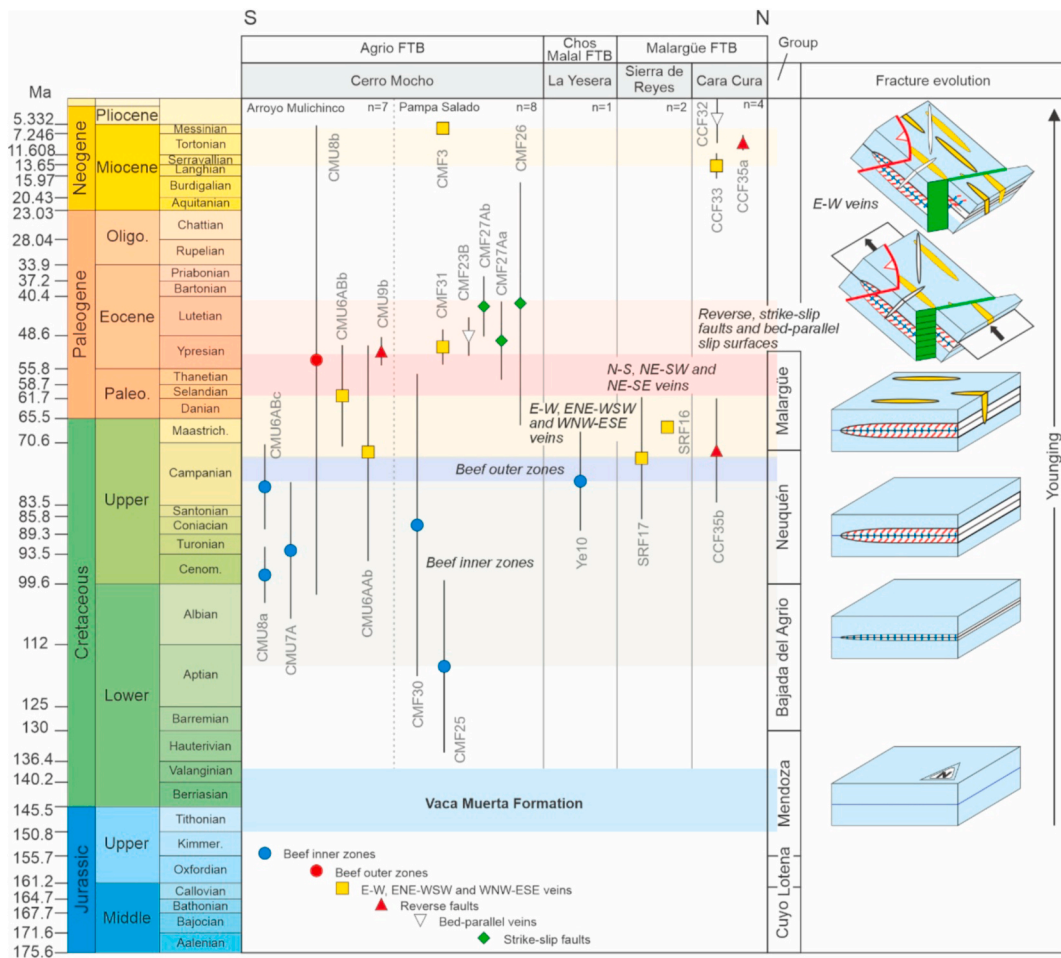 S
N
Agrio FTB
Chos
Malal FTB
Malargüe FTB
Group
Cerro Mocho
La Yesera
Sierra de
Reyes
Cara Cura
Fracture evolution
Ma
Arroyo Mulichinco
n=7
Pampa Salado
n=8
n=1
n=2
n=4
5.332
7.246
11.608
13.65
15.97
20.43
23.03
28.04
33.9
37.2
40.4
48.6
55.8
58.7
61.7
65.5
70.6
83.5
85.8
89.3
93.5
99.6
112
125
130
136.4
140.2
145.5
150.8
155.7
161.2
164.7
167.7
171.6
175.6
Neogene
Paleogene
Cretaceous
Jurassic
Pliocene
Miocene
Oligo.
Eocene
Paleo.
Upper
Lower
Upper
Middle
Messinian
Tortonian
Serravallian
Langhian
Burdigalian
Aquitanian
Chattian
Rupelian
Priabonian
Bartonian
Lutetian
Ypresian
Thanetian
Selandian
Danian
Maastrich.
Campanian
Santonian
Coniacian
Turonian
Cenom.
Albian
Aptian
Barremian
Hauterivian
Valanginian
Berriasian
Tithonian
Kimmer.
Oxfordian
Callovian
Bathonian
Bajocian
Aalenian
CMU6ABc
CMU8a
CMU7A
CMU8b
CMU6ABb
CMU6AAb
CMU9b
CMF30
CMF3
CMF31
CMF25
CMF23B
CMF27Ab
CMF27Aa
CMF26
Ye10
SRF17
SRF16
CCF32
CCF33
CCF35a
CCF35b
Reverse, strike-slip
faults and bed-parallel
slip surfaces
N-S, NE-SW and
NE-SE veins
E-W, ENE-WSW
and WNW-ESE
veins
Beef outer zones
Beef inner zones
Vaca Muerta Formation
Beef inner zones
Beef outer zones
E-W, ENE-WSW and WNW-ESE veins
Reverse faults
Bed-parallel veins
Strike-slip faults
Malargüe
Neuquén
Bajada del Agrio
Mendoza
Lotena
Cuyo
E-W veins
N
Younging